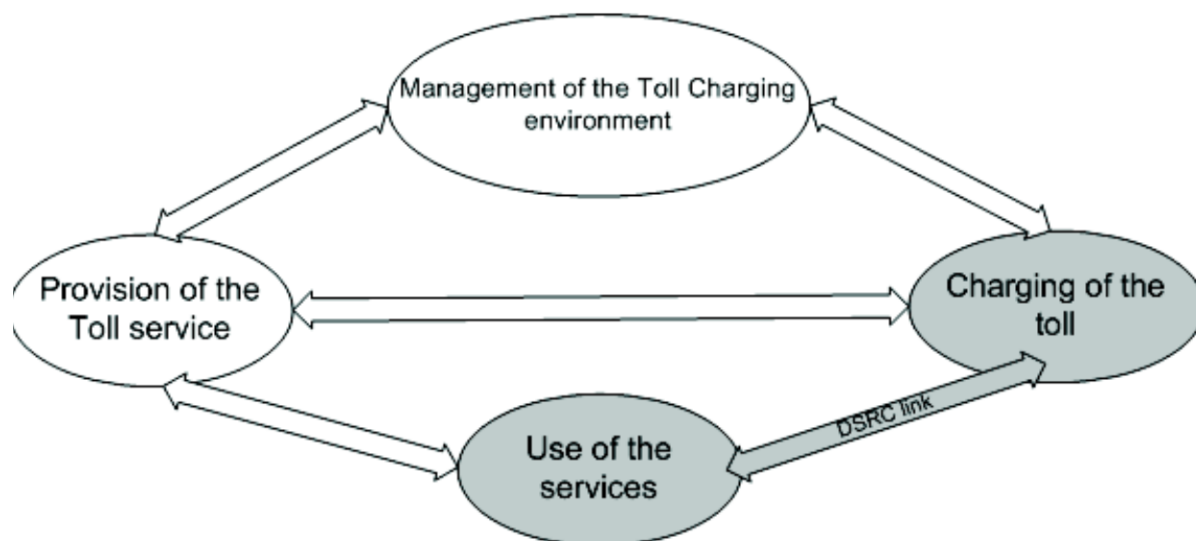 Management of the Toll Charging
environment
Provision of the
Toll service
Charging of the
toll
DSRC link
Use of the
services